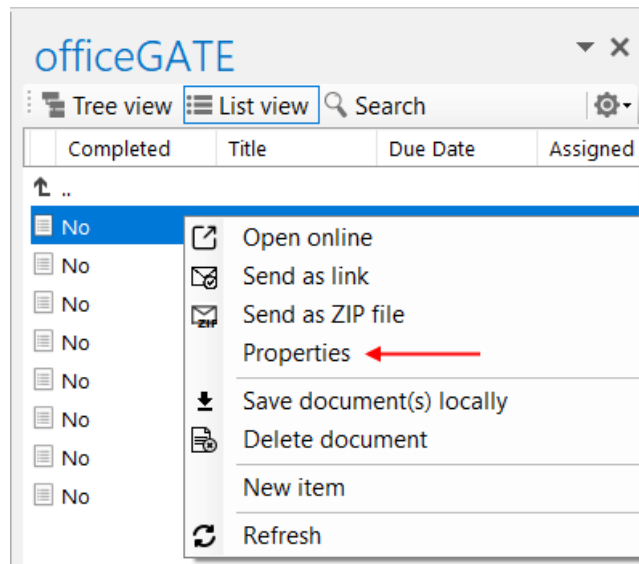 officeGATE
Tree view List view Search
Completed Title Due Date Assigned
..
No
Open online
No
Send as link
No
Send as ZIP file
ZIP
No
Properties
No
Save document(s) locally
No
Delete document
No
New item
No
Refresh